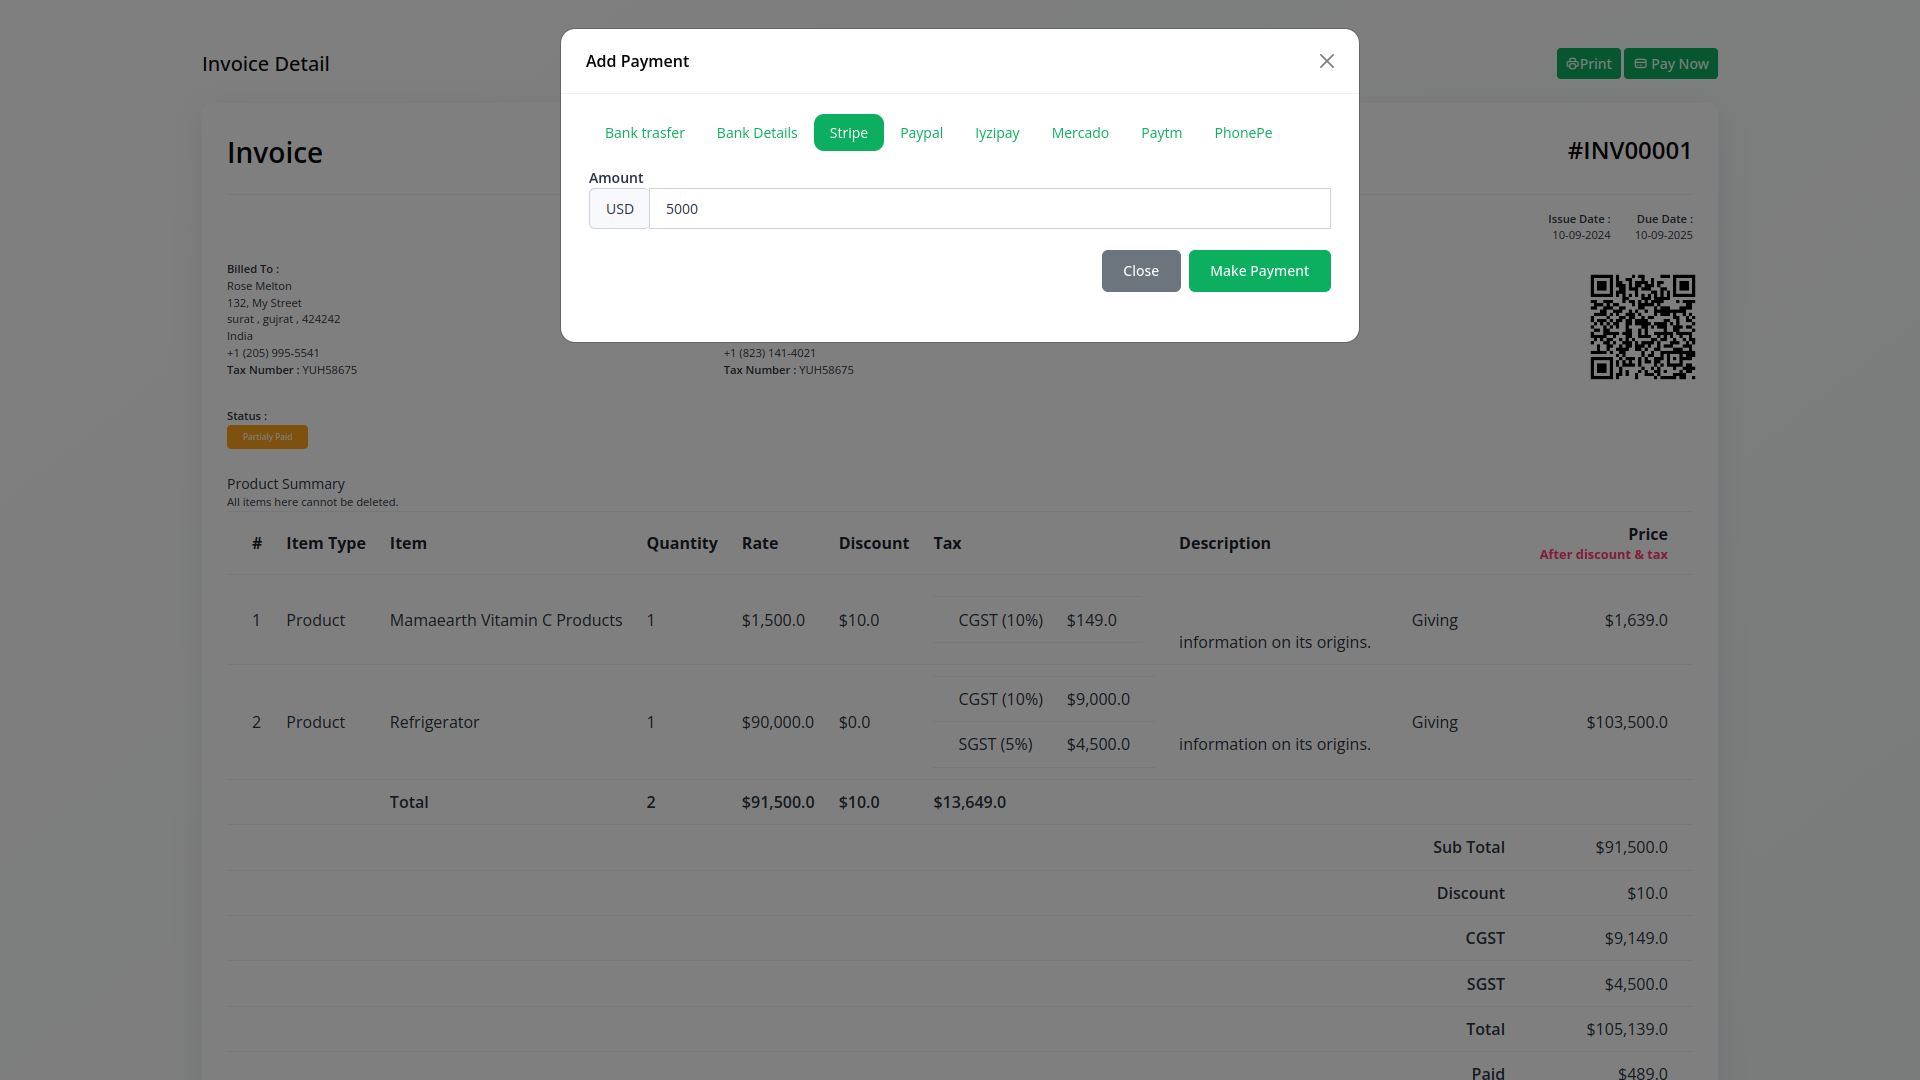 Invoice Detail
Print
Pay Now
Add Payment
Bank trasfer
Bank Details
Stripe
Paypal
Iyzipay
Mercado
Paytm
PhonePe
Amount
USD 5000
Close
Make Payment
Invoice
#INV00001
Issue Date :
10-09-2024
Due Date :
10-09-2025
Billed To :
Rose Melton
132, My Street
surat , gujrat , 424242
India
+1 (205) 995-5541
Tax Number : YUH58675
+1 (823) 141-4021
Tax Number : YUH58675
Status :
Partialy Paid
Product Summary
All items here cannot be deleted.
# Item Type Item Quantity Rate Discount Tax Description Price
After discount & tax
1 Product Mamaearth Vitamin C Products 1 $1,500.0 $10.0 CGST (10%) $149.0 Giving $1,639.0
information on its origins.
CGST (10%) $9,000.0
2 Product Refrigerator 1 $90,000.0 $0.0 Giving $103,500.0
SGST (5%) $4,500.0 information on its origins.
Total 2 $91,500.0 $10.0 $13,649.0
Sub Total $91,500.0
Discount $10.0
CGST $9,149.0
SGST $4,500.0
Total $105,139.0
Paid $489.0